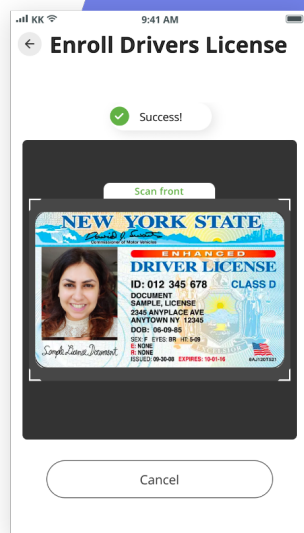 KK 9:41 AM
Enroll Drivers License
Success!
Scan front
NEW YORK STATE
Commissioner of Motor Vehicles
ENHANCED
DRIVER LICENSE
ID: 012 345 678 CLASS D
DOCUMENT
SAMPLE, LICENSE
2345 ANYPLACE AVE
ANYTOWN NY 12345
DOB: 06-09-85
SEX: F EYES: BR HT: 5-09
E: NONE
R: NONE
ISSUED: 09-30-08 EXPIRES: 10-01-16
Sample License Document
EXCELSIOR
Cancel